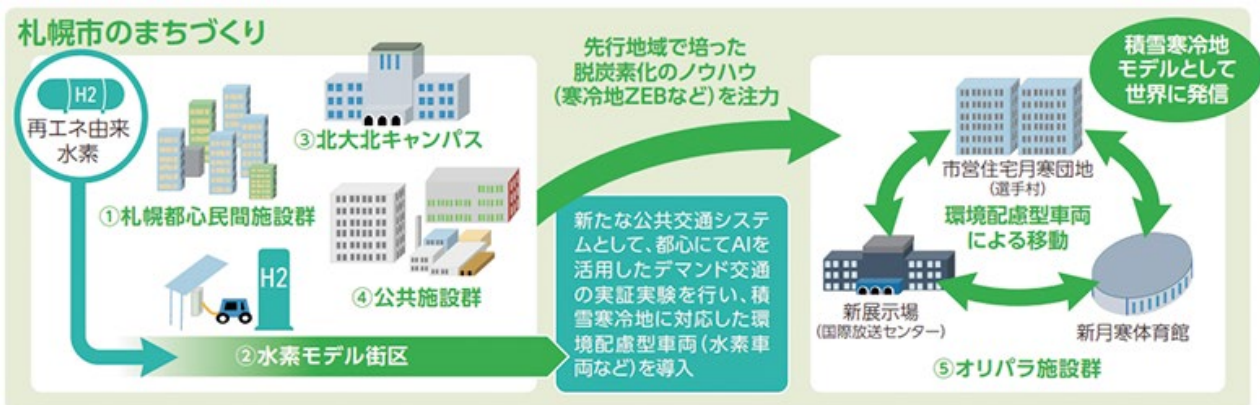 札幌市のまちづくり
H2
再エネ由来
水素
①札幌都心民間施設群
③北大北キャンパス
④公共施設群
H2
②水素モデル街区
先行地域で培った
脱炭素化のノウハウ
(寒冷地ZEBなど)を注力
新たな公共交通システ
ムとして、都心にてAIを
活用したデマンド交通
の実証実験を行い、積
雪寒冷地に対応した環
境配慮型車両(水素車
両など)を導入
積雪寒冷地
モデルとして
世界に発信
市営住宅月寒団地
(選手村)
環境配慮型車両
による移動
新展示場
(国際放送センター)
新月寒体育館
⑤オリパラ施設群